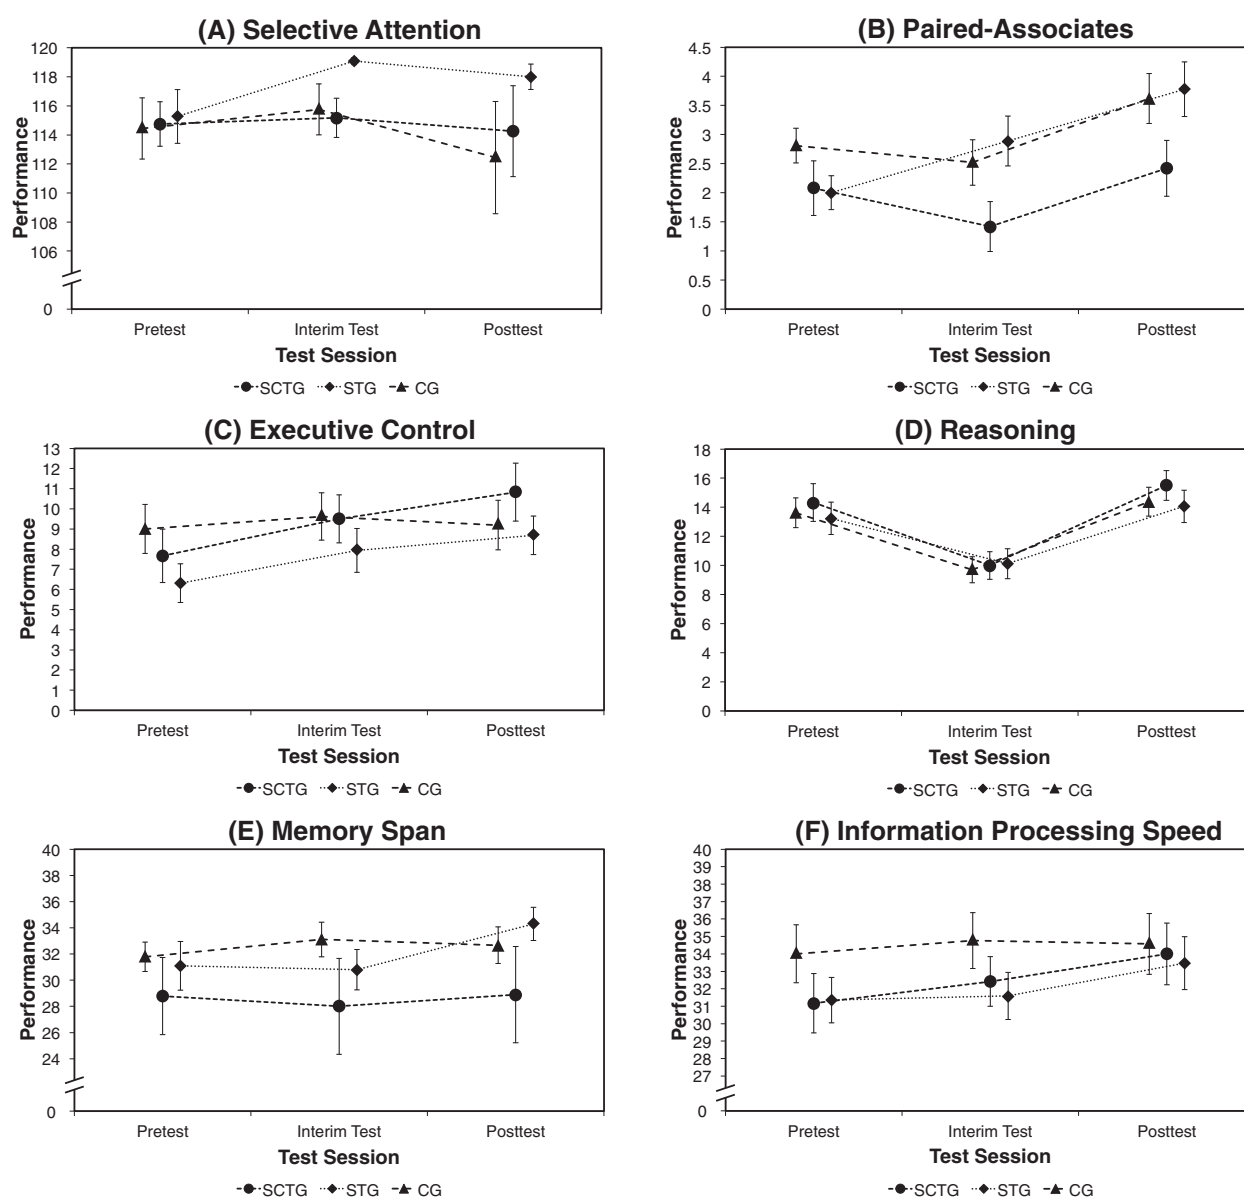 (A) Selective Attention
120
118
116
114
112
110
108
106
0
Performance
Pretest Interim Test Posttest
Test Session
SCTG STG CG
(B) Paired-Associates
4.5
4
3.5
3
2.5
2
1.5
1
0.5
0
Performance
Pretest Interim Test Posttest
Test Session
SCTG STG CG
(C) Executive Control
13
12
11
10
9
8
7
6
5
4
3
2
1
0
Performance
Pretest Interim Test Posttest
Test Session
SCTG STG CG
(D) Reasoning
18
16
14
12
10
8
6
4
2
0
Performance
Pretest Interim Test Posttest
Test Session
SCTG STG CG
(E) Memory Span
40
38
36
34
32
30
28
26
24
0
Performance
Pretest Interim Test Posttest
Test Session
SCTG STG CG
(F) Information Processing Speed
40
39
38
37
36
35
34
33
32
31
30
29
28
27
0
Performance
Pretest Interim Test Posttest
Test Session
SCTG STG CG